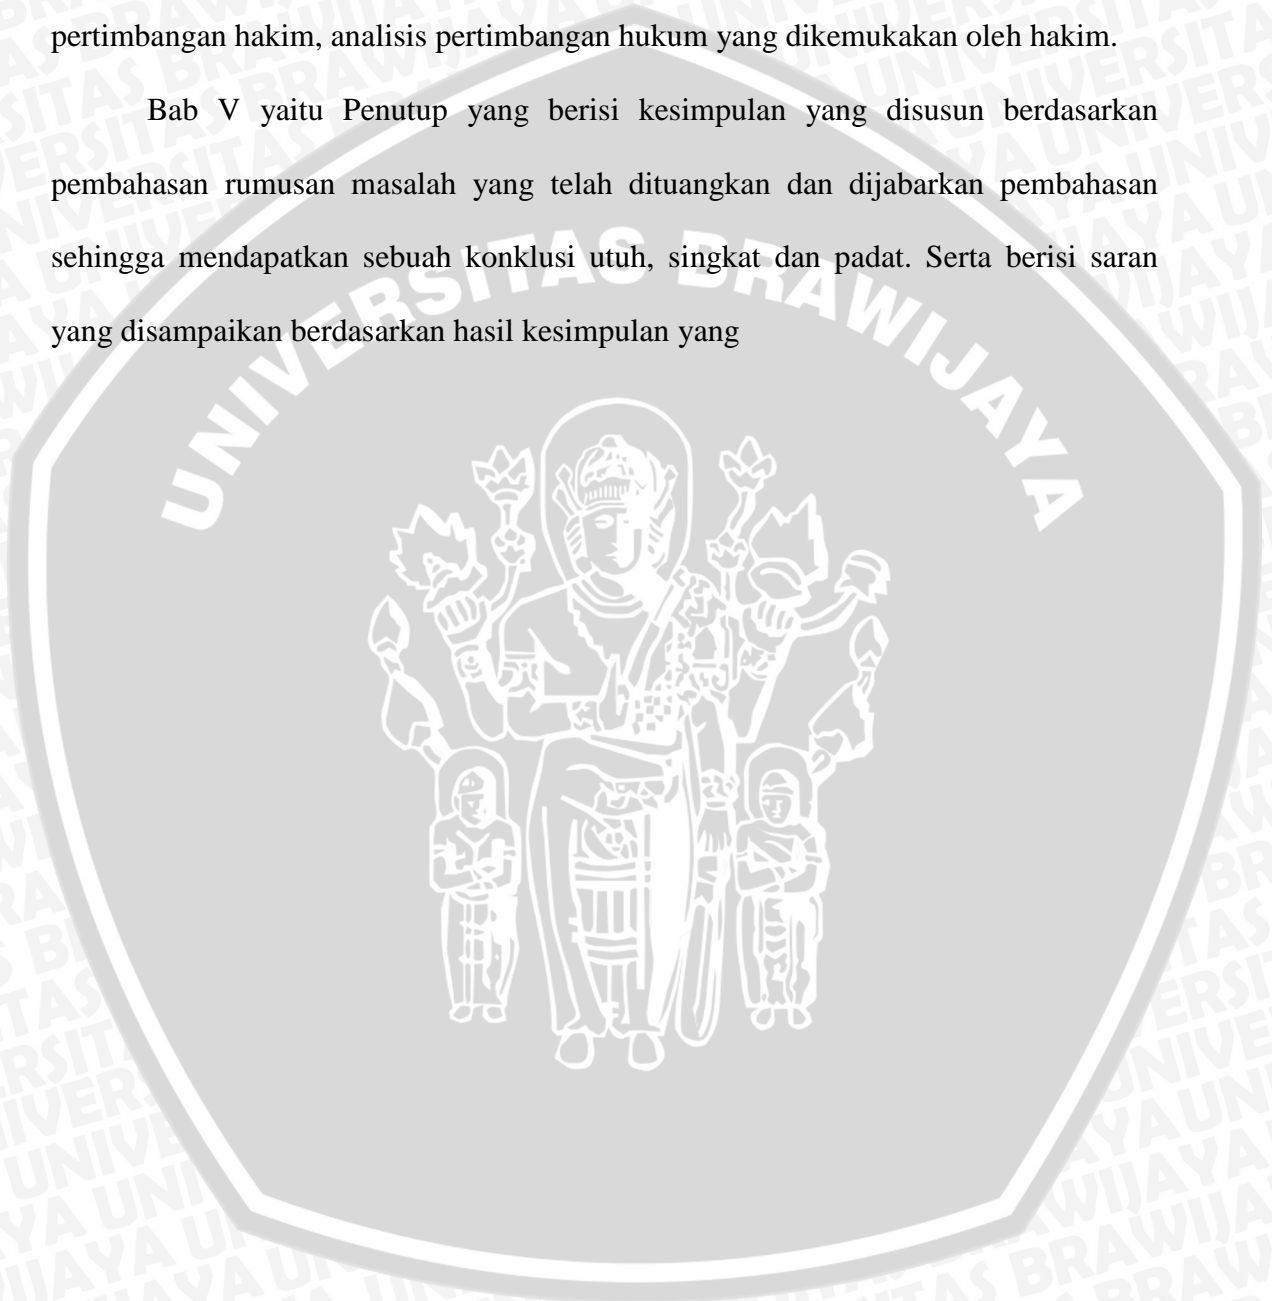 pertimbangan hakim, analisis pertimbangan hukum yang dikemukakan oleh hakim.
Bab V yaitu Penutup yang berisi kesimpulan yang disusun berdasarkan
pembahasan rumusan masalah yang telah dituangkan dan dijabarkan pembahasan
sehingga mendapatkan sebuah konklusi utuh, singkat dan padat. Serta berisi saran
yang disampaikan berdasarkan hasil kesimpulan yang
UNIVERSITAS BRAWIJAYA